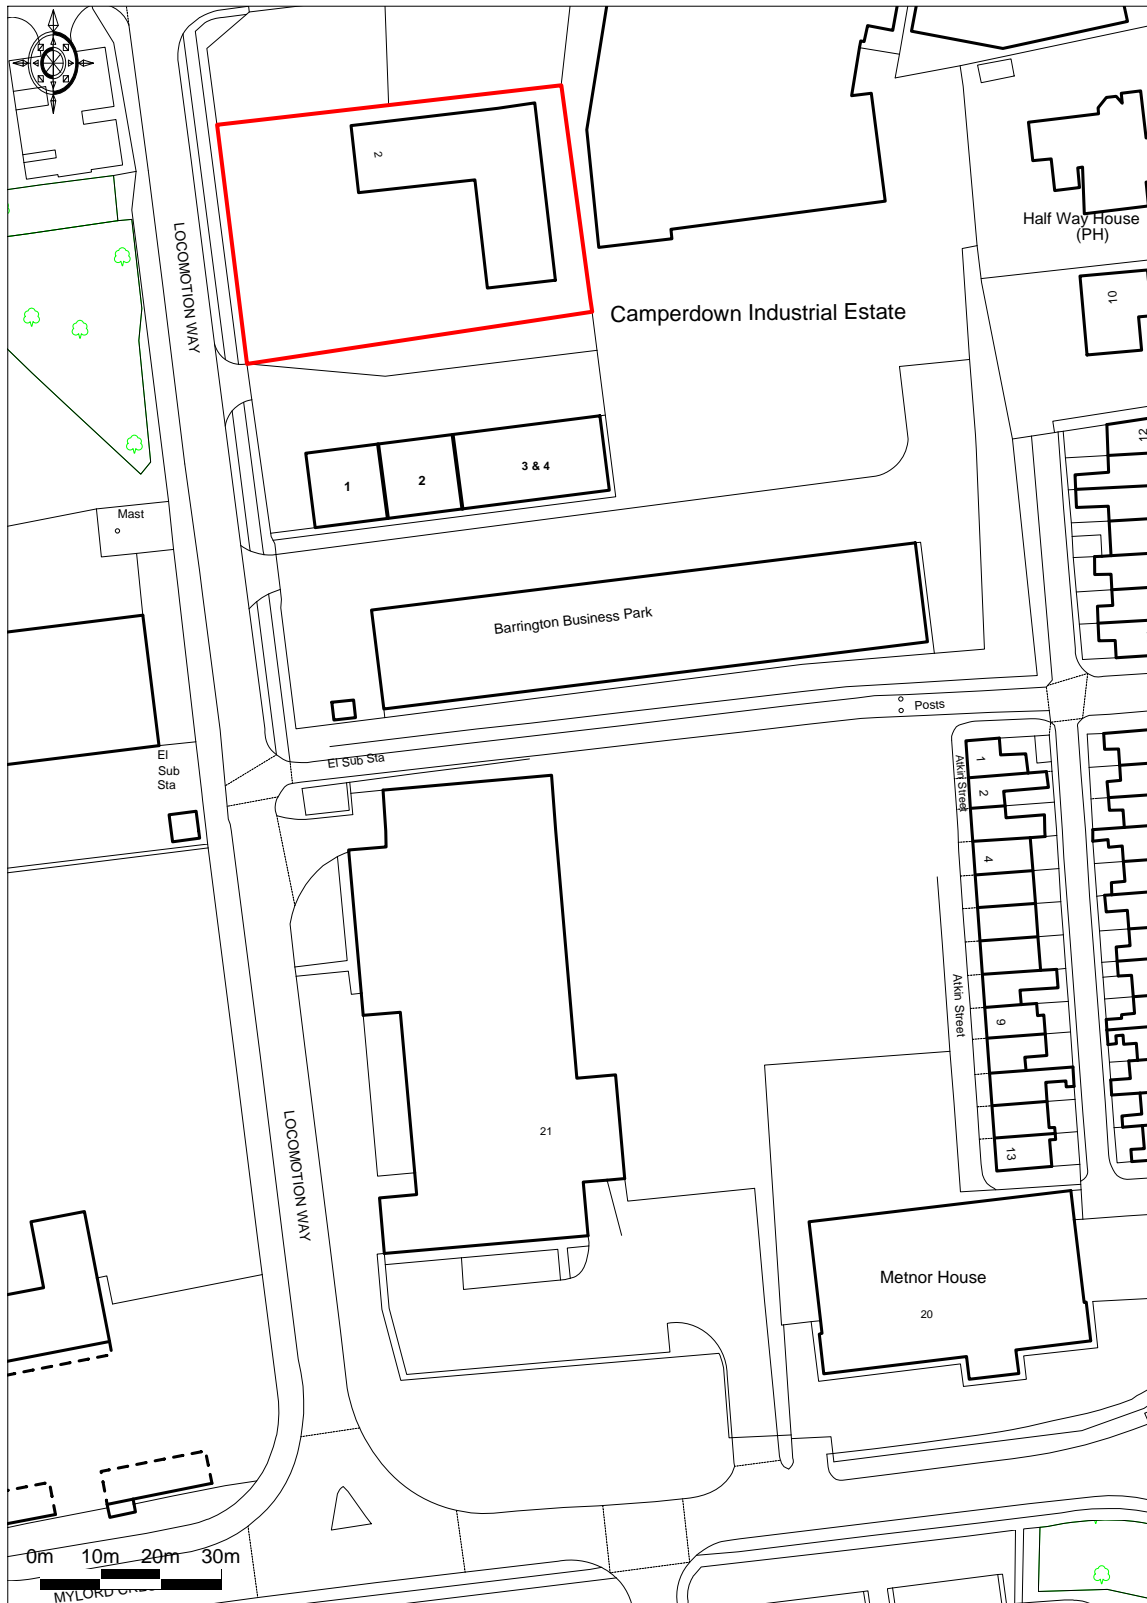 2
LOCOMOTION WAY
Half Way House
(PH)
10
Camperdown Industrial Estate
12
1
2
3 & 4
Mast
Barrington Business Park
Posts
El
Sub
Sta
El Sub Sta
1
2
Atkin Street
4
9
Atkin Street
13
21
LOCOMOTION WAY
Metnor House
20
0m 10m 20m 30m
MYLORD